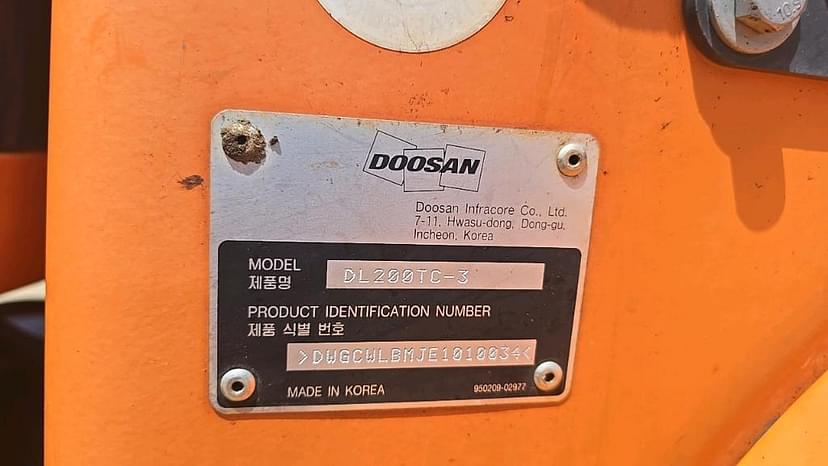 DOOSAN
Doosan Infracore Co., Ltd.
7-11, Hwasu-dong, Dong-gu,
Incheon, Korea
MODEL
제품명
DL200TC-3
PRODUCT IDENTIFICATION NUMBER
제품 식별 번호
>DWGCWLBMJE1010034<
MADE IN KOREA
950209-02977